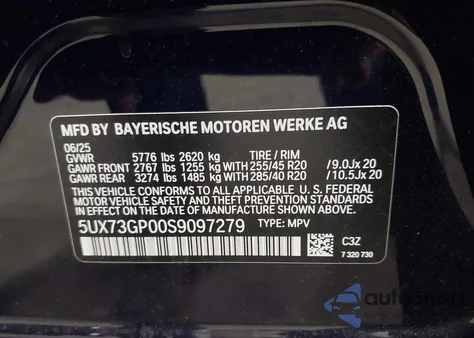 MFD BY BAYERISCHE MOTOREN WERKE AG
06/25
GVWR 5776 lbs 2620 kg TIRE / RIM
GAWR FRONT 2767 lbs 1255 kg WITH 255/45 R20 /9.0Jx 20
GAWR REAR 3274 lbs 1485 kg WITH 285/40 R20 /10.5Jx 20
THIS VEHICLE CONFORMS TO ALL APPLICABLE U. S. FEDERAL
MOTOR VEHICLE SAFETY AND THEFT PREVENTION STANDARDS
IN EFFECT ON THE DATE OF MANUFACTURE SHOWN ABOVE.
5UX73GP00S9097279 TYPE: MPV
C3Z
7 320 730